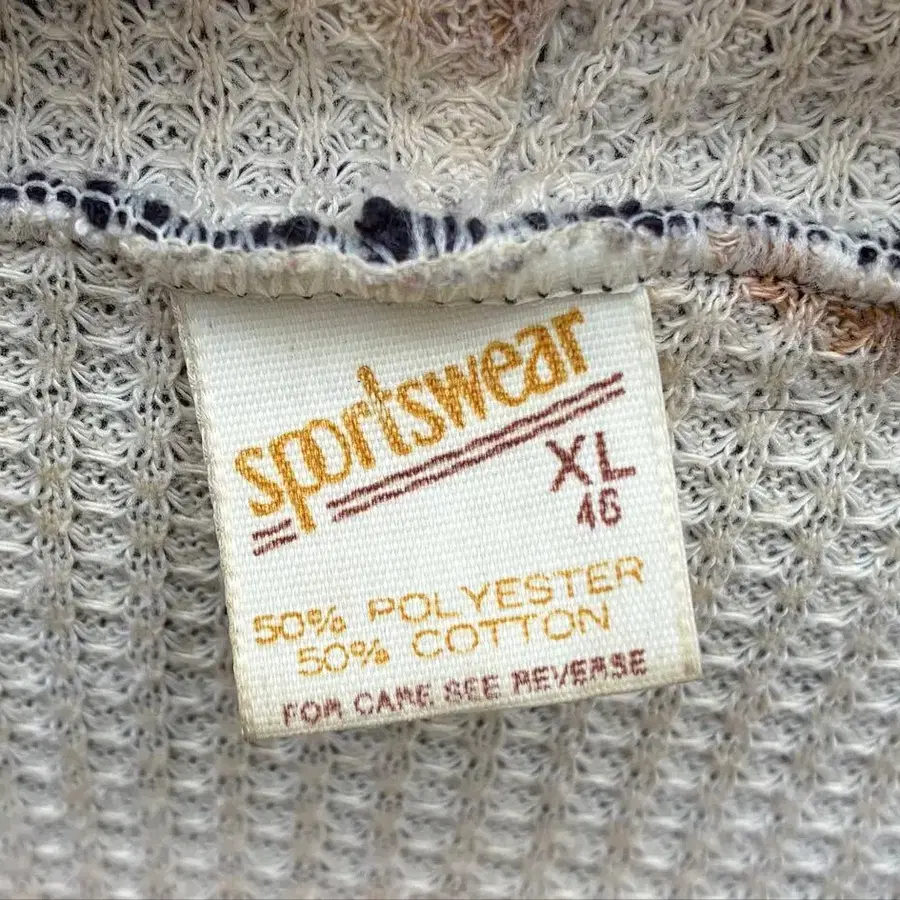 sportswear
XL
46
50% POLYESTER
50% COTTON
FOR CARE SEE REVERSE